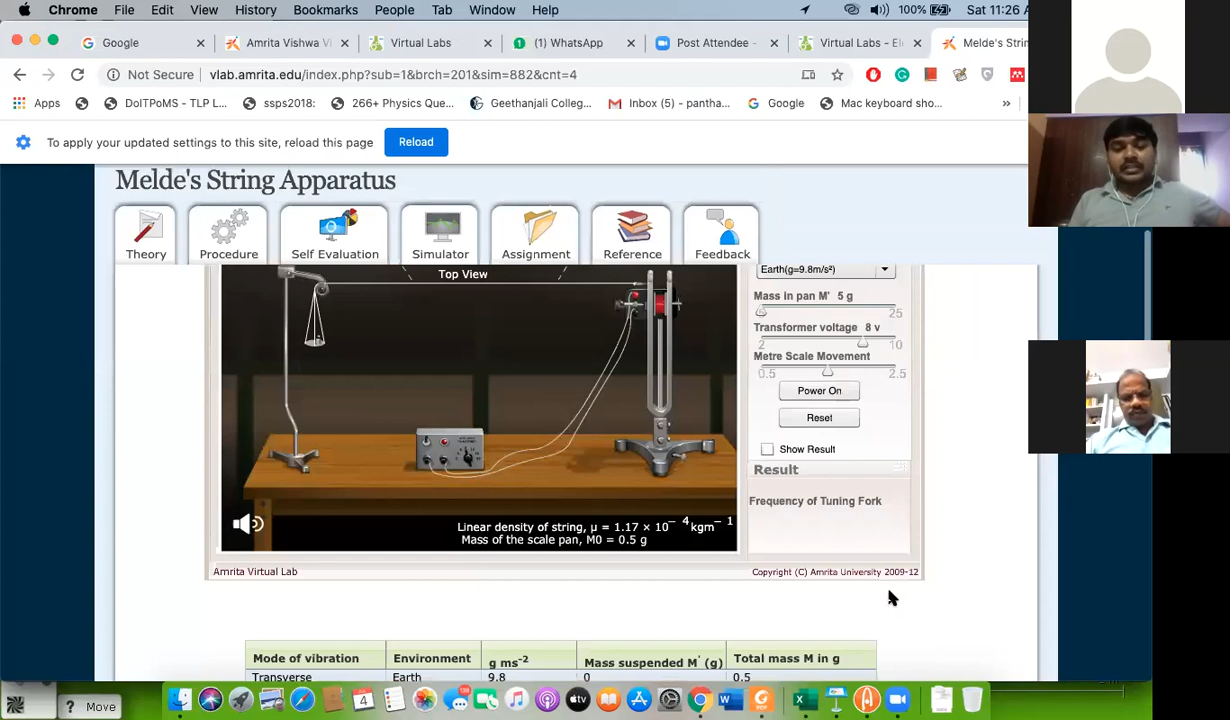 Chrome File Edit View History Bookmarks People Tab Window Help 100% Sat 11:26 A
Google Amrita Vishwa Vi Virtual Labs (1) WhatsApp Post Attendee - Virtual Labs - Ele Melde's Strin
Not Secure vlab.amrita.edu/index.php?sub=1&brch=201&sim=882&cnt=4
Apps DoITPoMS - TLP L... ssps2018: 266+ Physics Que... Geethanjali Colleg... Inbox (5) - pantha... Google Mac keyboard sho... »
To apply your updated settings to this site, reload this page Reload
Melde's String Apparatus
Theory Procedure Self Evaluation Simulator Assignment Reference Feedback
Top View
Earth(g=9.8m/s²)
Mass in pan M' 5 g
25
Transformer voltage 8 v
2 10
Metre Scale Movement
0.5 2.5
Power On
Reset
Show Result
Result
Frequency of Tuning Fork
Linear density of string, μ = 1.17 × 10⁻⁴ kgm⁻¹
Mass of the scale pan, M0 = 0.5 g
Amrita Virtual Lab Copyright (C) Amrita University 2009-12
Mode of vibration Environment g ms⁻² Mass suspended M' (g) Total mass M in g
Transverse Earth 9.8 0 0.5
? Move